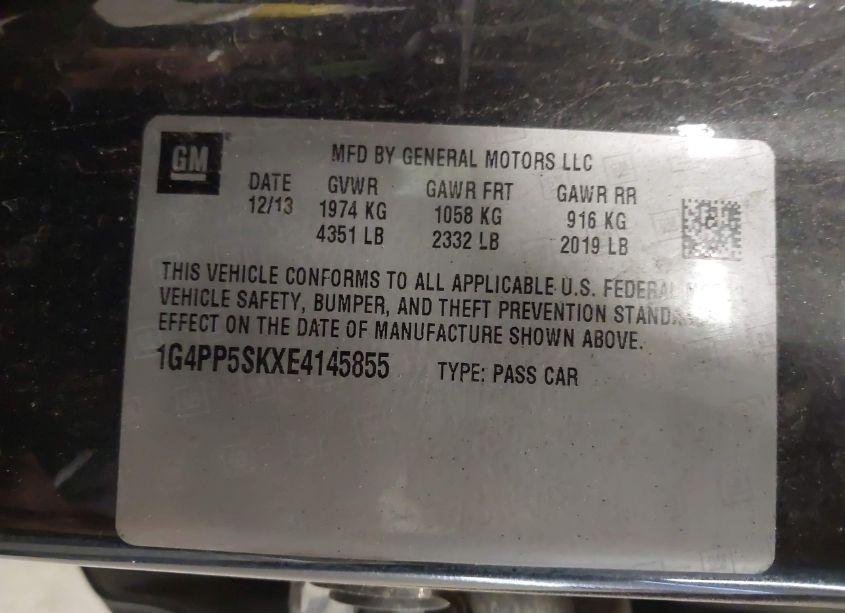 GM
MFD BY GENERAL MOTORS LLC
DATE GVWR GAWR FRT GAWR RR
12/13 1974 KG 1058 KG 916 KG
4351 LB 2332 LB 2019 LB
THIS VEHICLE CONFORMS TO ALL APPLICABLE U.S. FEDERAL
VEHICLE SAFETY, BUMPER, AND THEFT PREVENTION
EFFECT ON THE DATE OF MANUFACTURE SHOWN ABOVE.
1G4PP5SKXE4145855 TYPE: PASS CAR